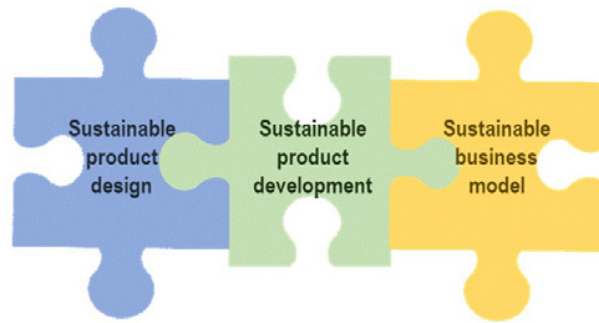 Sustainable
product
design
Sustainable
product
development
Sustainable
business
model